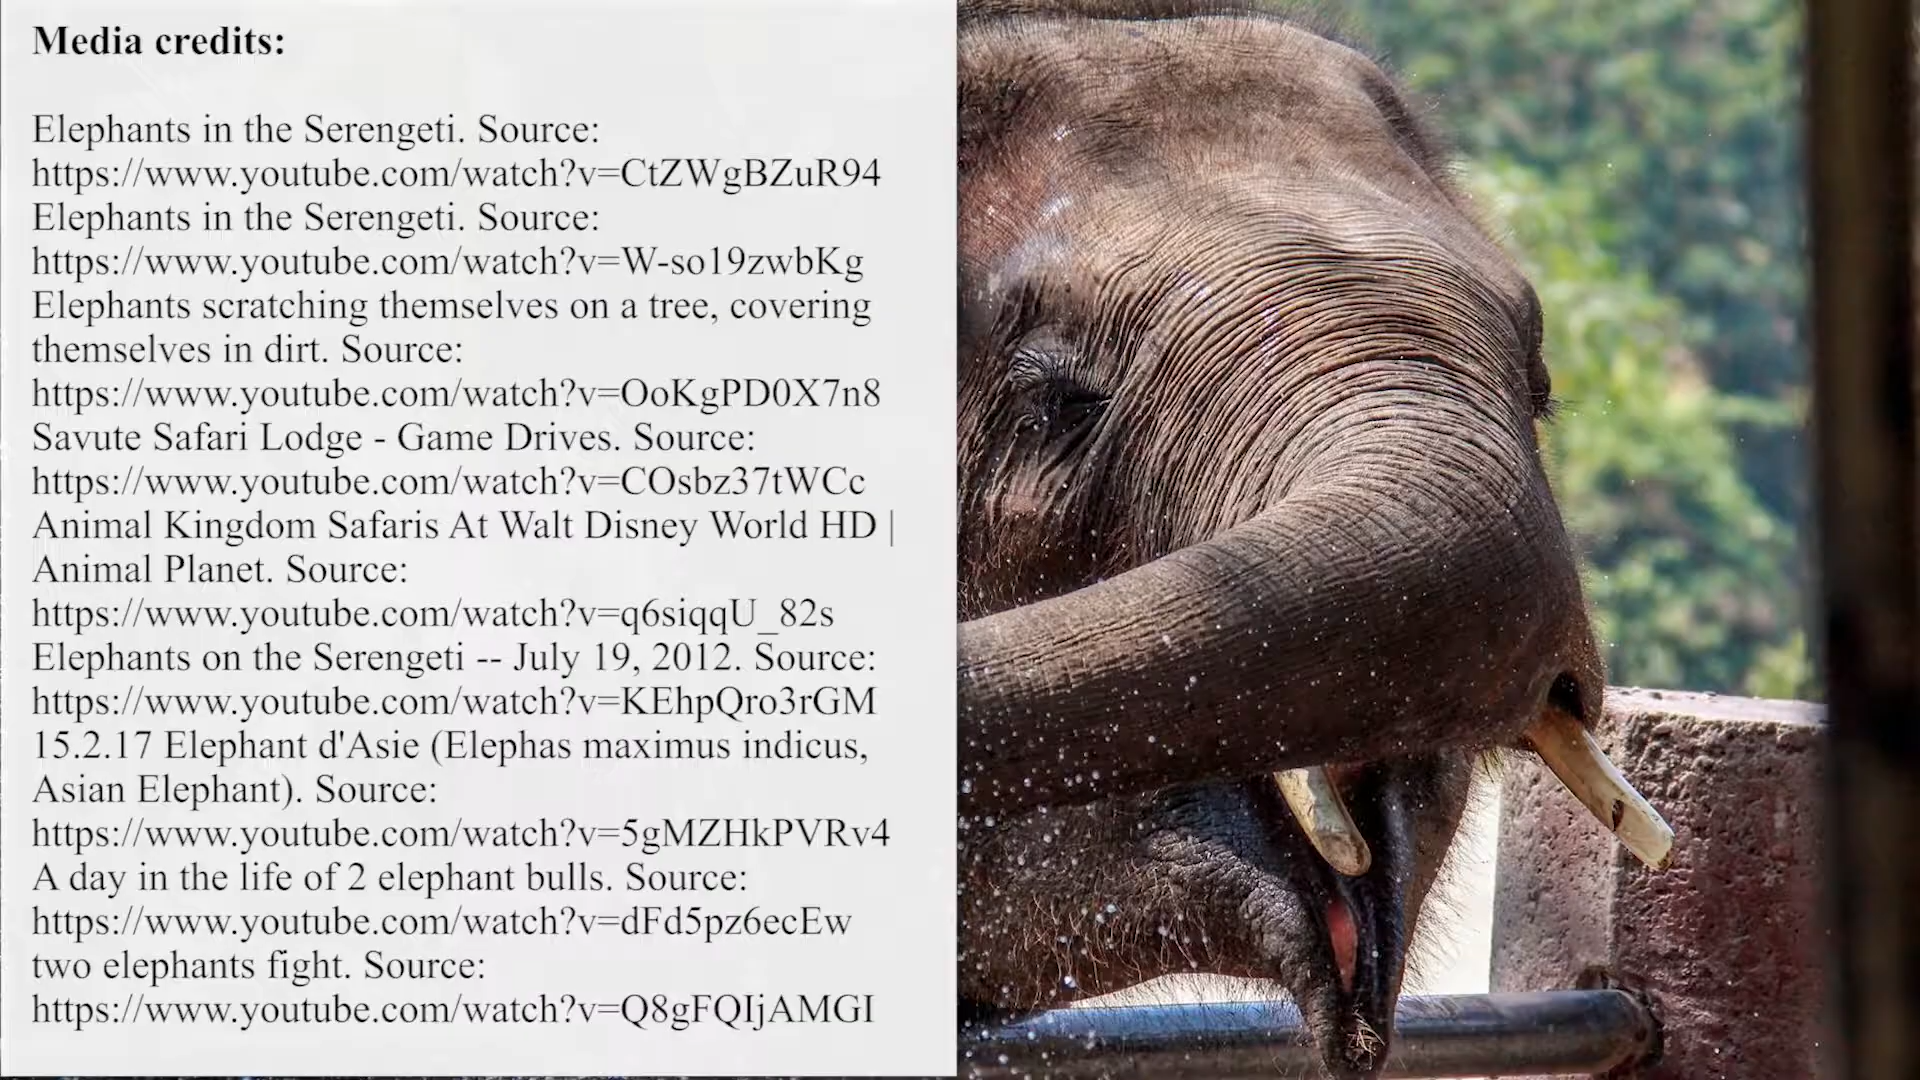 Media credits:
Elephants in the Serengeti. Source:
https://www.youtube.com/watch?v=CtZWgBZuR94
Elephants in the Serengeti. Source:
https://www.youtube.com/watch?v=W-so19zwbKg
Elephants scratching themselves on a tree, covering
themselves in dirt. Source:
https://www.youtube.com/watch?v=OoKgPD0X7n8
Savute Safari Lodge - Game Drives. Source:
https://www.youtube.com/watch?v=COsbz37tWCc
Animal Kingdom Safaris At Walt Disney World HD |
Animal Planet. Source:
https://www.youtube.com/watch?v=q6siqqU_82s
Elephants on the Serengeti -- July 19, 2012. Source:
https://www.youtube.com/watch?v=KEhpQro3rGM
15.2.17 Elephant d'Asie (Elephas maximus indicus,
Asian Elephant). Source:
https://www.youtube.com/watch?v=5gMZHkPVRv4
A day in the life of 2 elephant bulls. Source:
https://www.youtube.com/watch?v=dFd5pz6ecEw
two elephants fight. Source:
https://www.youtube.com/watch?v=Q8gFQIjAMGI